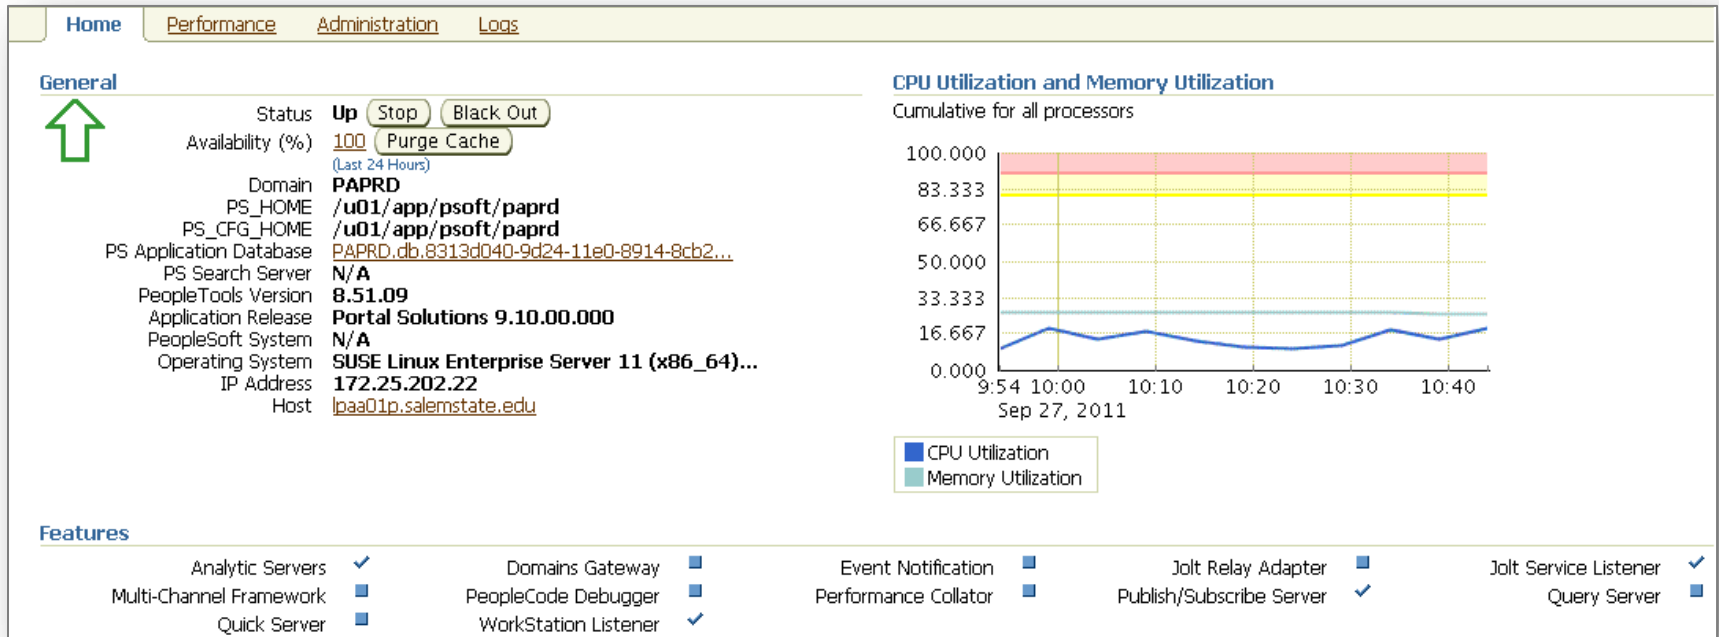 Home Performance Administration Logs
General
Status Up Stop Black Out
Availability (%) 100 Purge Cache
(Last 24 Hours)
Domain PAPRD
PS_HOME /u01/app/psoft/paprd
PS_CFG_HOME /u01/app/psoft/paprd
PS Application Database PAPRD.db.8313d040-9d24-11e0-8914-8cb2...
PS Search Server N/A
PeopleTools Version 8.51.09
Application Release Portal Solutions 9.10.00.000
PeopleSoft System N/A
Operating System SUSE Linux Enterprise Server 11 (x86_64)...
IP Address 172.25.202.22
Host lpaa01p.salemstate.edu
CPU Utilization and Memory Utilization
Cumulative for all processors
100.000
83.333
66.667
50.000
33.333
16.667
0.000
9:54 10:00 10:10 10:20 10:30 10:40
Sep 27, 2011
CPU Utilization
Memory Utilization
Features
Analytic Servers Domains Gateway Event Notification Jolt Relay Adapter Jolt Service Listener
Multi-Channel Framework PeopleCode Debugger Performance Collator Publish/Subscribe Server Query Server
Quick Server WorkStation Listener